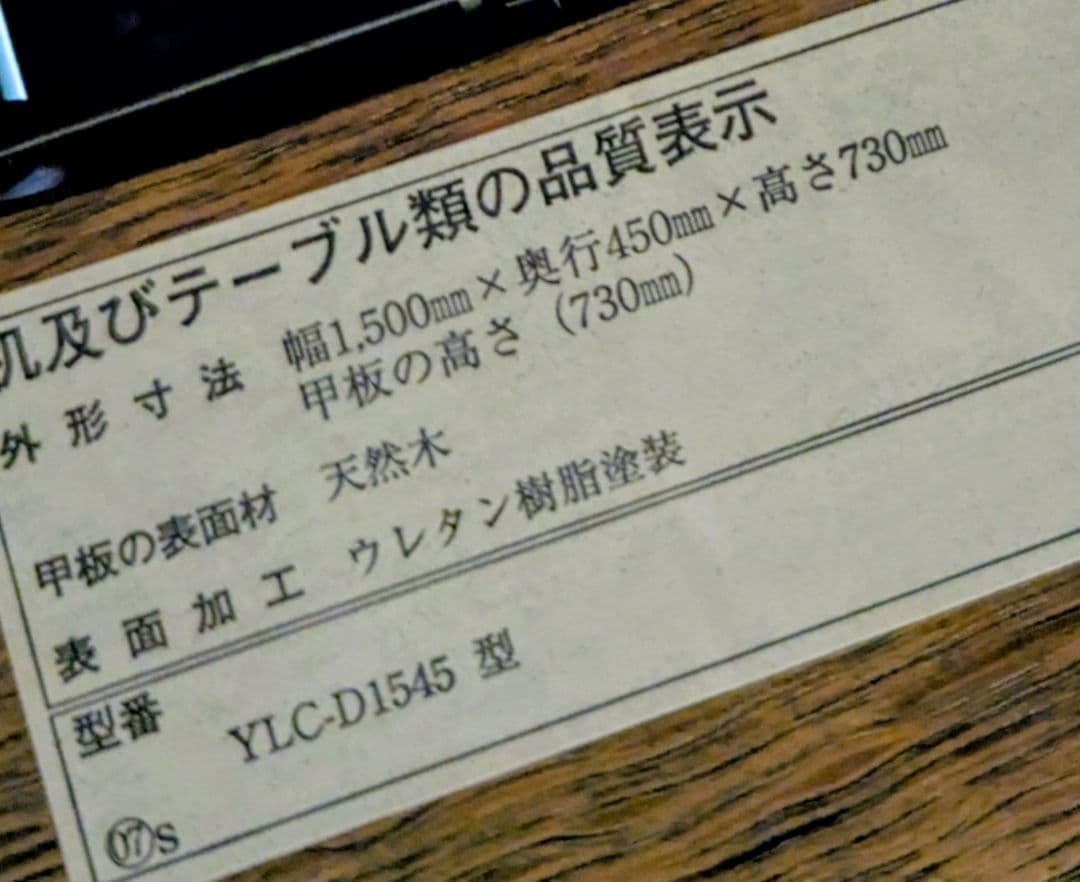 机及びテーブル類の品質表示
外形寸法 幅1,500㎜×奥行450㎜×高さ730㎜
甲板の高さ（730㎜）
甲板の表面材 天然木
表面加工 ウレタン樹脂塗装
型番 YLC-D1545 型
⓪⑦S